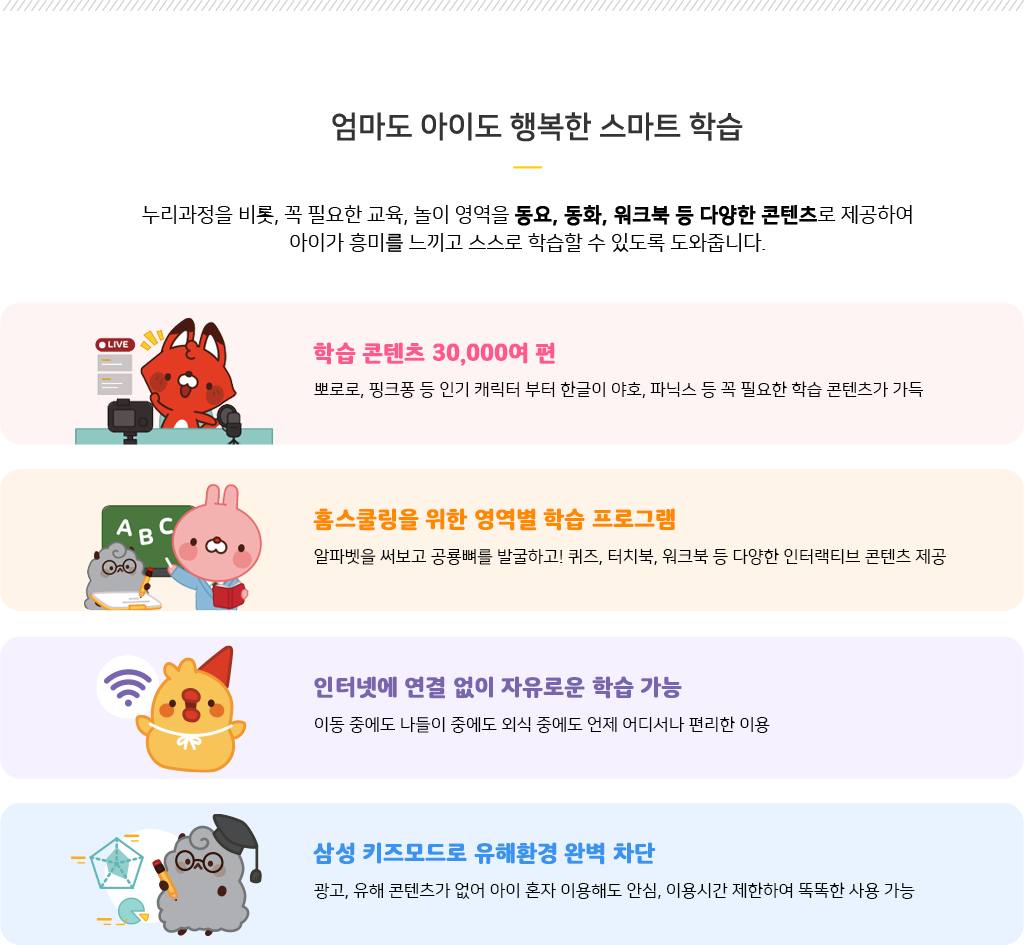 엄마도 아이도 행복한 스마트 학습
누리과정을 비롯, 꼭 필요한 교육, 놀이 영역을 동요, 동화, 워크북 등 다양한 콘텐츠로 제공하여
아이가 흥미를 느끼고 스스로 학습할 수 있도록 도와줍니다.
LIVE
학습 콘텐츠 30,000여 편
뽀로로, 핑크퐁 등 인기 캐릭터 부터 한글이 야호, 파닉스 등 꼭 필요한 학습 콘텐츠가 가득
A B C
홈스쿨링을 위한 영역별 학습 프로그램
알파벳을 써보고 공룡뼈를 발굴하고! 퀴즈, 터치북, 워크북 등 다양한 인터랙티브 콘텐츠 제공
인터넷에 연결 없이 자유로운 학습 가능
이동 중에도 나들이 중에도 외식 중에도 언제 어디서나 편리한 이용
삼성 키즈모드로 유해환경 완벽 차단
광고, 유해 콘텐츠가 없어 아이 혼자 이용해도 안심, 이용시간 제한하여 똑똑한 사용 가능